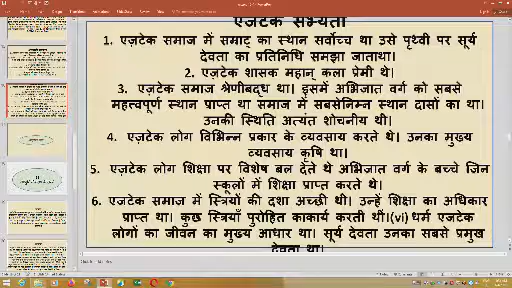 एज़टेक सभ्यता
1. एज़टेक समाज में सम्राट् का स्थान सर्वोच्च था उसे पृथ्वी पर सूर्य
देवता का प्रतिनिधि समझा जाताथा।
2. एज़टेक शासक महान् कला प्रेमी थे।
3. एज़टेक समाज श्रेणीबद्ध था। इसमें अभिजात वर्ग को सबसे
महत्त्वपूर्ण स्थान प्राप्त था समाज में सबसेनिम्न स्थान दासों का था।
उनकी स्थिति अत्यंत शोचनीय थी।
4. एज़टेक लोग विभिन्न प्रकार के व्यवसाय करते थे। उनका मुख्य
व्यवसाय कृषि था।
5. एज़टेक लोग शिक्षा पर विशेष बल देते थे अभिजात वर्ग के बच्चे जिन
स्कूलों में शिक्षा प्राप्त करते थे।
6. एजटेक समाज में स्त्रियों की दशा अच्छी थी। उन्हें शिक्षा का अधिकार
प्राप्त था। कुछ स्त्रियाँ पुरोहित काकार्य करती थीं।(vi) धर्म एजटेक
लोगों का जीवन का मुख्य आधार था। सूर्य देवता उनका सबसे प्रमुख
देवता था।